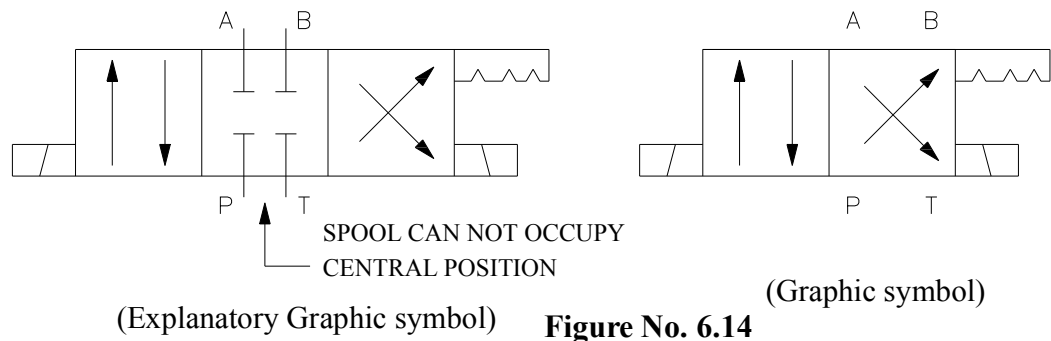 A B
A B
P T
P T
SPOOL CAN NOT OCCUPY
CENTRAL POSITION
(Explanatory Graphic symbol)
(Graphic symbol)
Figure No. 6.14